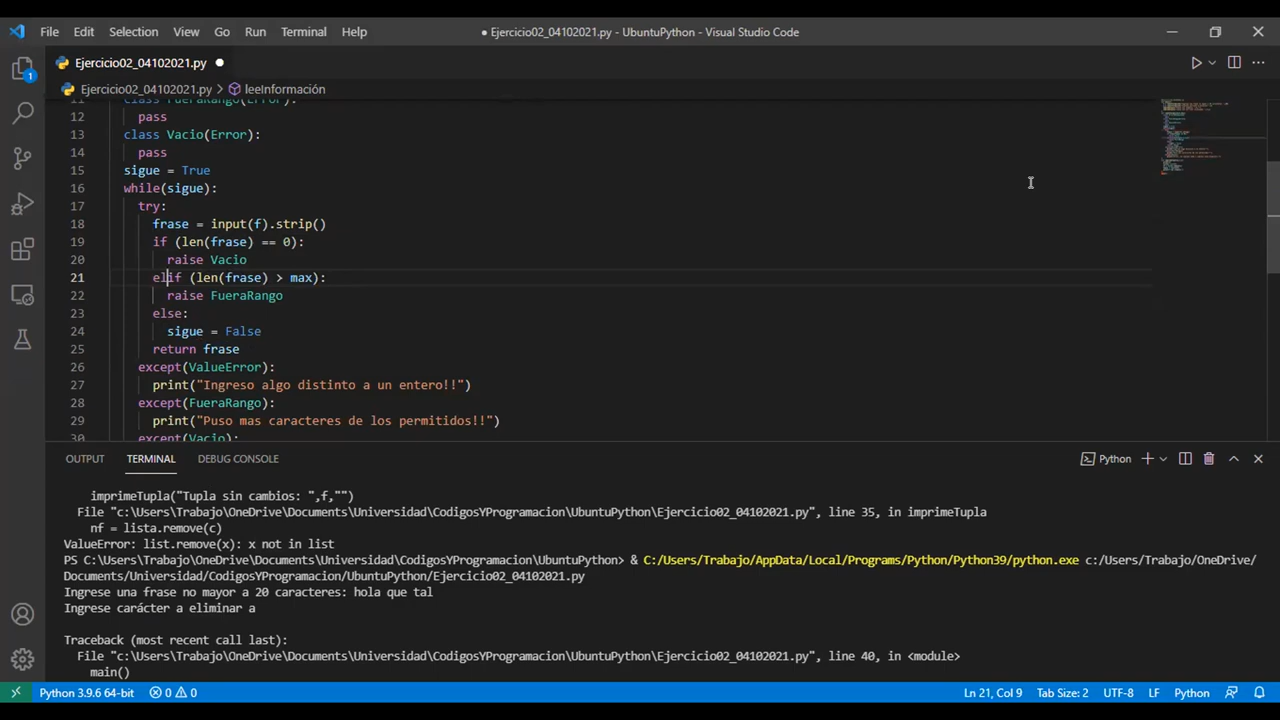 File Edit Selection View Go Run Terminal Help ● Ejercicio02_04102021.py - UbuntuPython - Visual Studio Code
Ejercicio02_04102021.py ●
Ejercicio02_04102021.py > leeInformación
11 class FueraRango(Error):
12 pass
13 class Vacio(Error):
14 pass
15 sigue = True
16 while(sigue):
17 try:
18 frase = input(f).strip()
19 if (len(frase) == 0):
20 raise Vacio
21 elif (len(frase) > max):
22 raise FueraRango
23 else:
24 sigue = False
25 return frase
26 except(ValueError):
27 print("Ingreso algo distinto a un entero!!")
28 except(FueraRango):
29 print("Puso mas caracteres de los permitidos!!")
30 except(Vacio):
OUTPUT TERMINAL DEBUG CONSOLE Python
imprimeTupla("Tupla sin cambios: ",f,"")
File "c:\Users\Trabajo\OneDrive\Documents\Universidad\CodigosYProgramacion\UbuntuPython\Ejercicio02_04102021.py", line 35, in imprimeTupla
nf = lista.remove(c)
ValueError: list.remove(x): x not in list
PS C:\Users\Trabajo\OneDrive\Documents\Universidad\CodigosYProgramacion\UbuntuPython> & C:/Users/Trabajo/AppData/Local/Programs/Python/Python39/python.exe c:/Users/Trabajo/OneDrive/
Documents/Universidad/CodigosYProgramacion/UbuntuPython/Ejercicio02_04102021.py
Ingrese una frase no mayor a 20 caracteres: hola que tal
Ingrese carácter a eliminar a
Traceback (most recent call last):
File "c:\Users\Trabajo\OneDrive\Documents\Universidad\CodigosYProgramacion\UbuntuPython\Ejercicio02_04102021.py", line 40, in <module>
main()
Python 3.9.6 64-bit 0 0 Ln 21, Col 9 Tab Size: 2 UTF-8 LF Python